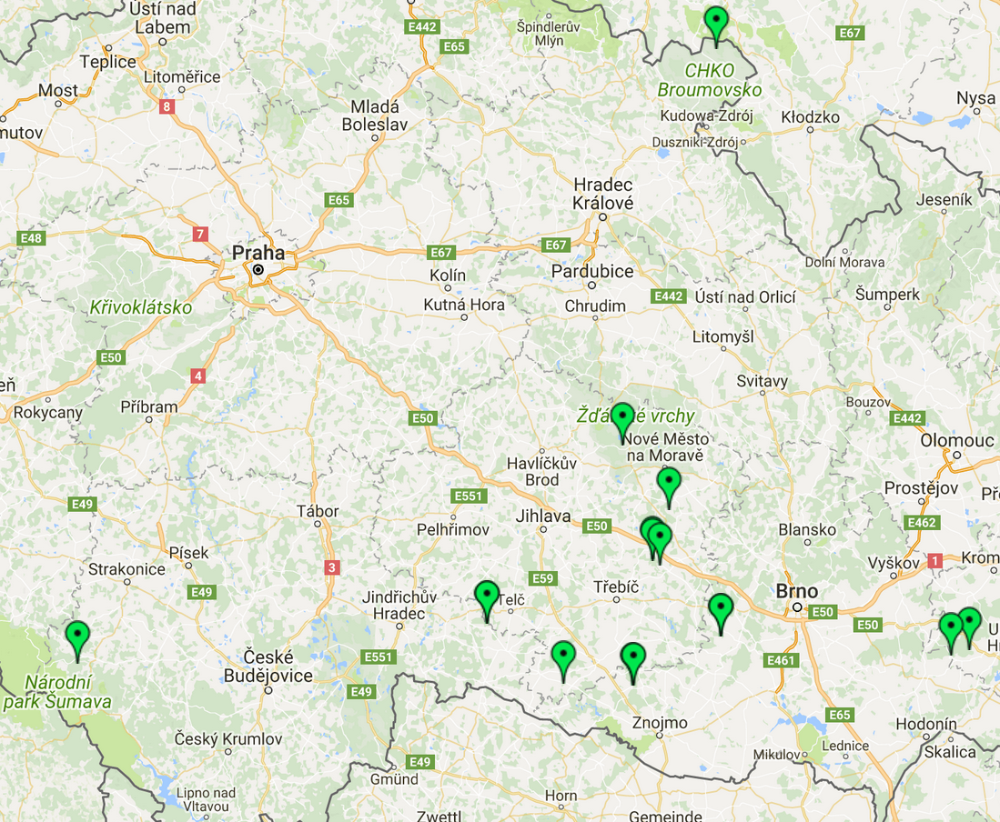 Ústí nad
Labem
E442
E65
Špindlerův
Mlýn
E67
Teplice
CHKO
Broumovsko
Litoměřice
Most
8
Mladá
Boleslav
Nysa
mutov
Kudowa-Zdrój
Kłodzko
Duszniki-Zdrój
Hradec
Králové
E65
Jeseník
7
E48
Praha
E67
E67
Dolní Morava
Kolín
Pardubice
Křivoklátsko
Kutná Hora
Chrudim
E442
Ústí nad Orlicí
Šumperk
Litomyšl
E50
4
Svitavy
eň
Rokycany
Příbram
E50
Bouzov
E442
Nové Město
na Moravě
Olomouc
Havlíčkův
Brod
Prostějov
Př
E49
E551
Tábor
Jihlava
E50
Pelhřimov
Blansko
E462
Písek
Strakonice
3
E49
E59
Třebíč
Vyškov
1
Krom
Brno
Jindřichův
Hradec
Telč
E50
E50
U
H
České
Budějovice
E551
E461
Národní
park Šumava
E49
E65
Znojmo
Hodonín
Český Krumlov
Mikulov
Lednice
Skalica
E49
Gmünd
Lipno nad
Vltavou
Horn
Zwettl
Gemeinde